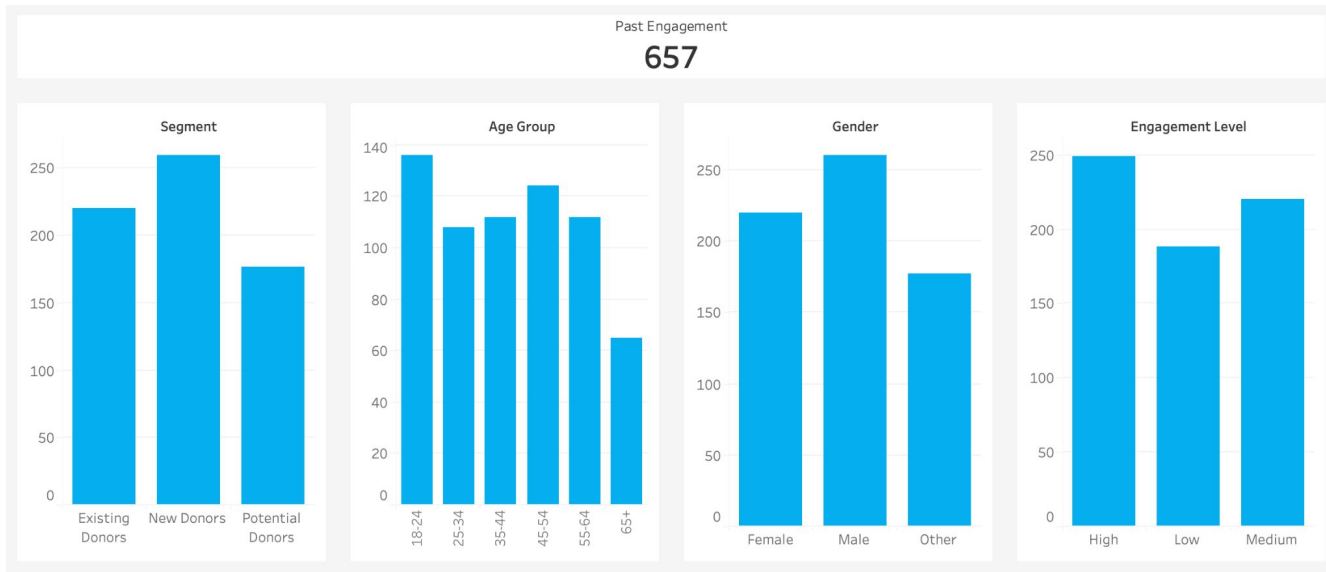 Past Engagement
657
Segment
250
200
150
100
50
0
Existing
Donors
New Donors
Potential
Donors
Age Group
140
120
100
80
60
40
20
0
18-24
25-34
35-44
45-54
55-64
65+
Gender
250
200
150
100
50
0
Female
Male
Other
Engagement Level
250
200
150
100
50
0
High
Low
Medium